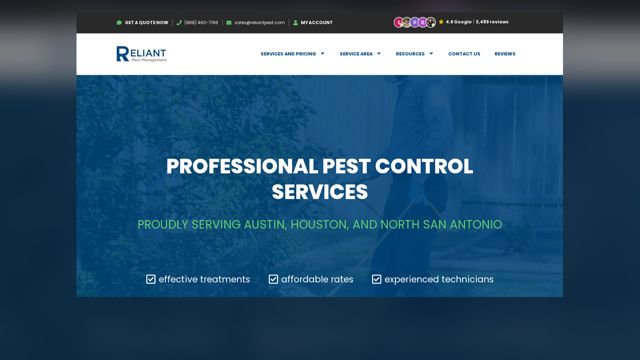 GET A QUOTE NOW
(888) 460-7166
sales@reliantpest.com
MY ACCOUNT
4.9 Google | 3,489 reviews
RELIANT
Pest Management
SERVICES AND PRICING
SERVICE AREA
RESOURCES
CONTACT US
REVIEWS
PROFESSIONAL PEST CONTROL
SERVICES
PROUDLY SERVING AUSTIN, HOUSTON, AND NORTH SAN ANTONIO
effective treatments
affordable rates
experienced technicians